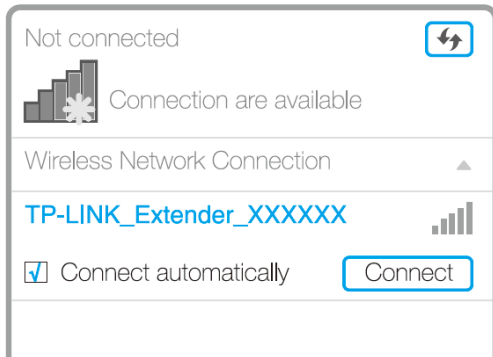 Not connected
Connection are available
Wireless Network Connection
TP-LINK_Extender_XXXXXX
Connect automatically
Connect